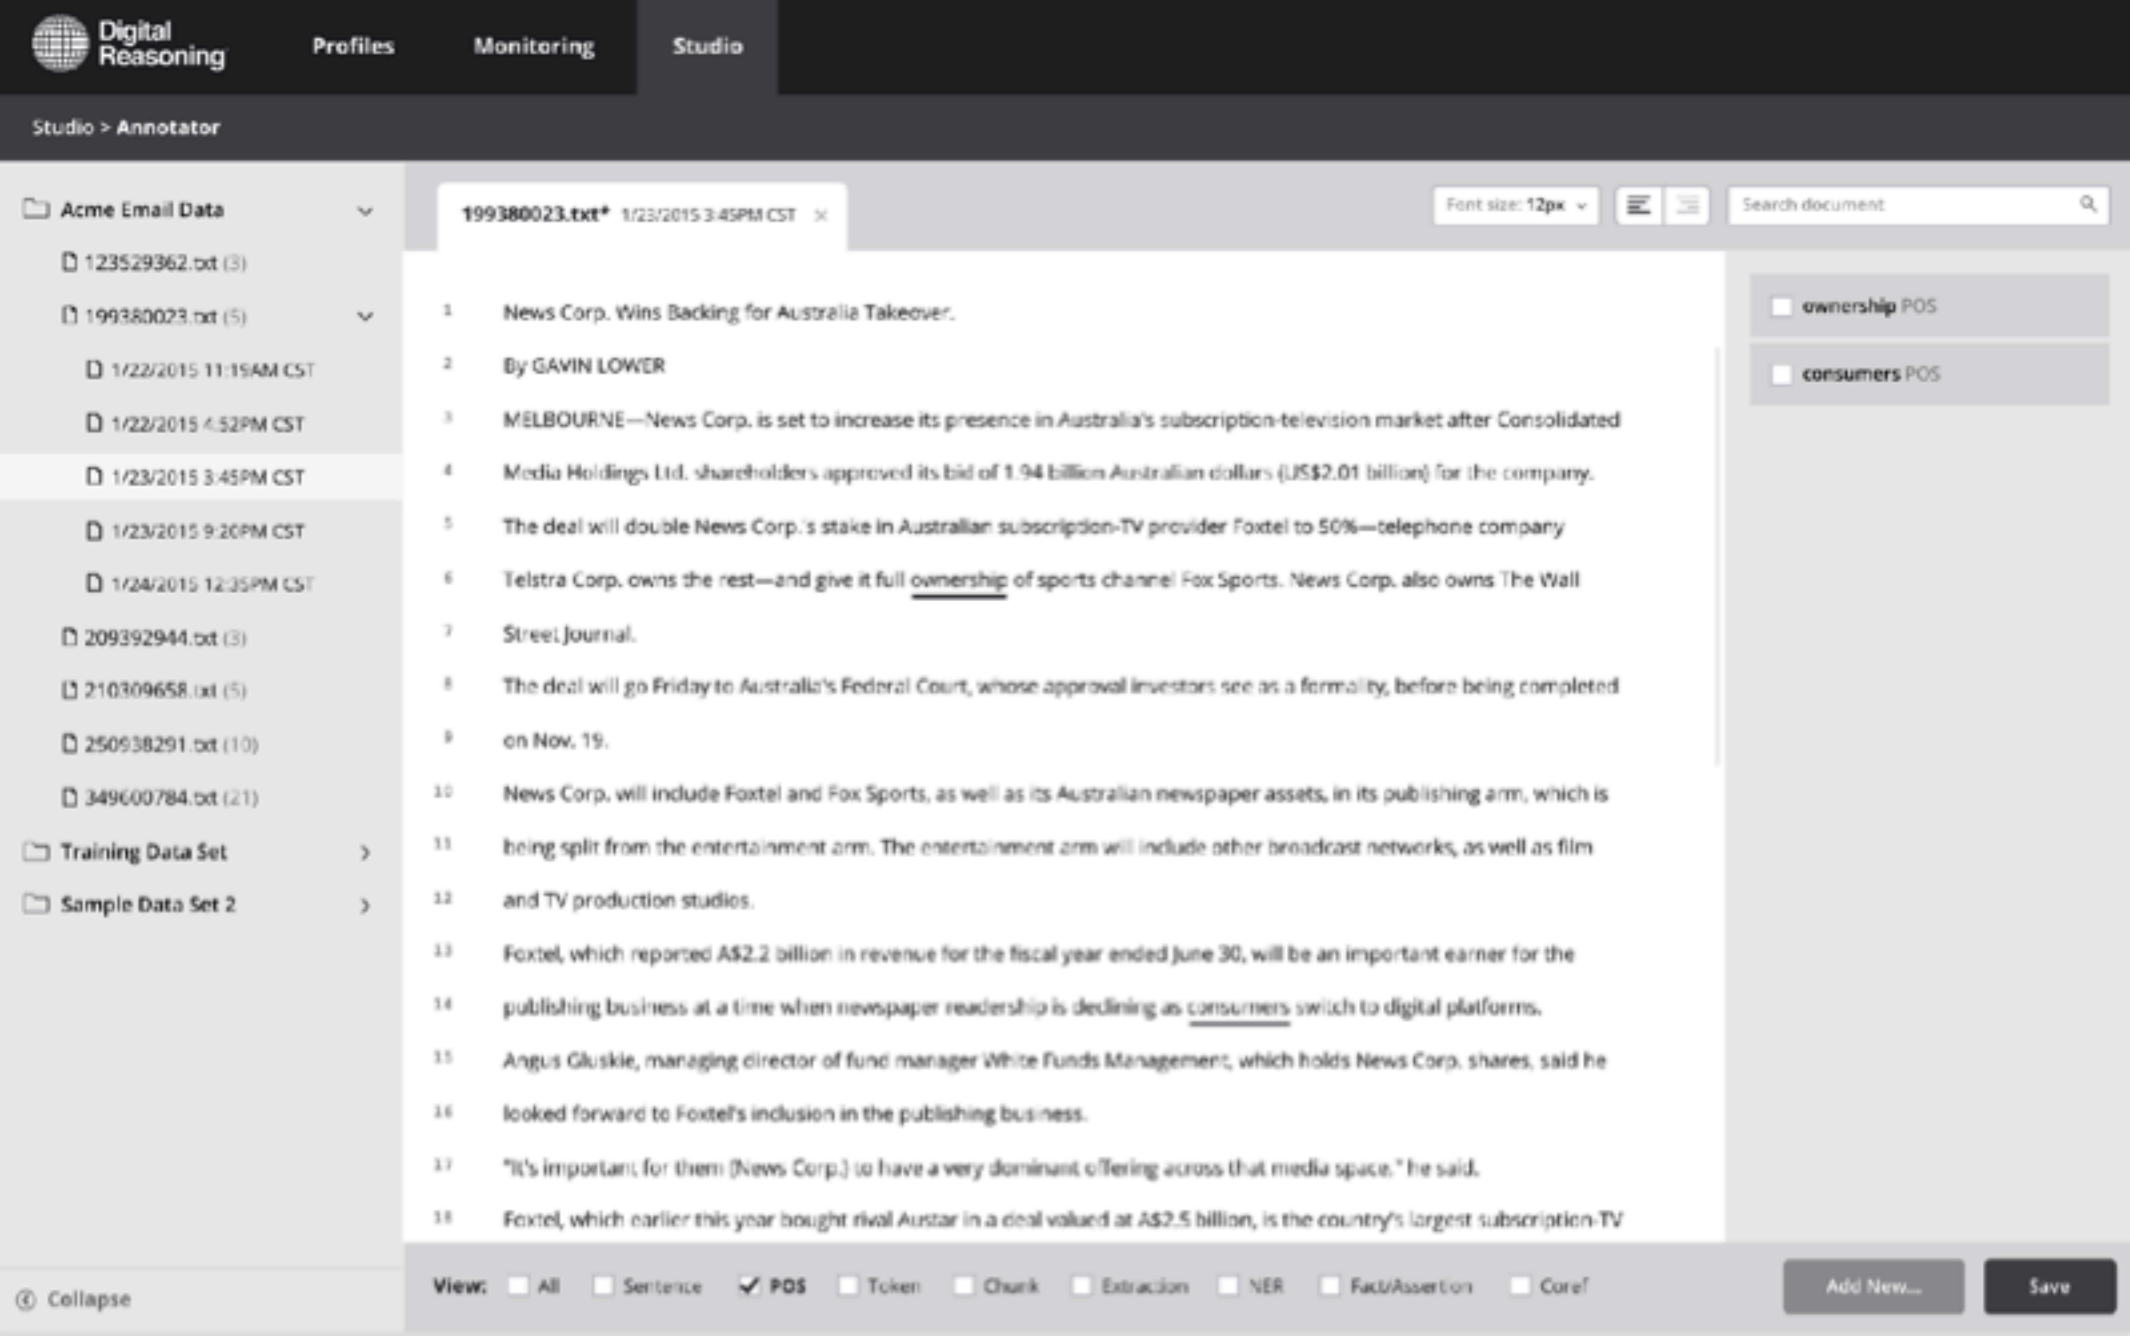 Digital
Reasoning
Profiles
Monitoring
Studio
Studio > Annotator
Acme Email Data
123529362.txt (3)
199380023.txt (5)
1/22/2015 11:19AM CST
1/22/2015 4:52PM CST
1/23/2015 3:45PM CST
1/23/2015 9:20PM CST
1/24/2015 12:35PM CST
209392944.txt (3)
210309658.txt (5)
250938291.txt (10)
349600784.txt (21)
Training Data Set
Sample Data Set 2
Collapse
199380023.txt* 1/23/2015 3:45PM CST ×
Font size: 12px
Search document
1 News Corp. Wins Backing for Australia Takeover.
2 By GAVIN LOWER
3 MELBOURNE—News Corp. is set to increase its presence in Australia's subscription-television market after Consolidated
4 Media Holdings Ltd. shareholders approved its bid of 1.94 billion Australian dollars (US$2.01 billion) for the company.
5 The deal will double News Corp.'s stake in Australian subscription-TV provider Foxtel to 50%—telephone company
6 Telstra Corp. owns the rest—and give it full ownership of sports channel Fox Sports. News Corp. also owns The Wall
7 Street Journal.
8 The deal will go Friday to Australia's Federal Court, whose approval investors see as a formality, before being completed
9 on Nov. 19.
10 News Corp. will include Foxtel and Fox Sports, as well as its Australian newspaper assets, in its publishing arm, which is
11 being split from the entertainment arm. The entertainment arm will include other broadcast networks, as well as film
12 and TV production studios.
13 Foxtel, which reported A$2.2 billion in revenue for the fiscal year ended June 30, will be an important earner for the
14 publishing business at a time when newspaper readership is declining as consumers switch to digital platforms.
15 Angus Gluskie, managing director of fund manager White Funds Management, which holds News Corp. shares, said he
16 looked forward to Foxtel's inclusion in the publishing business.
17 "It's important for them (News Corp.) to have a very dominant offering across that media space." he said.
18 Foxtel, which earlier this year bought rival Austar in a deal valued at A$2.5 billion, is the country's largest subscription-TV
ownership POS
consumers POS
View: All Sentence POS Token Chunk Extraction NER Fact/Assertion Coref
Add New...
Save